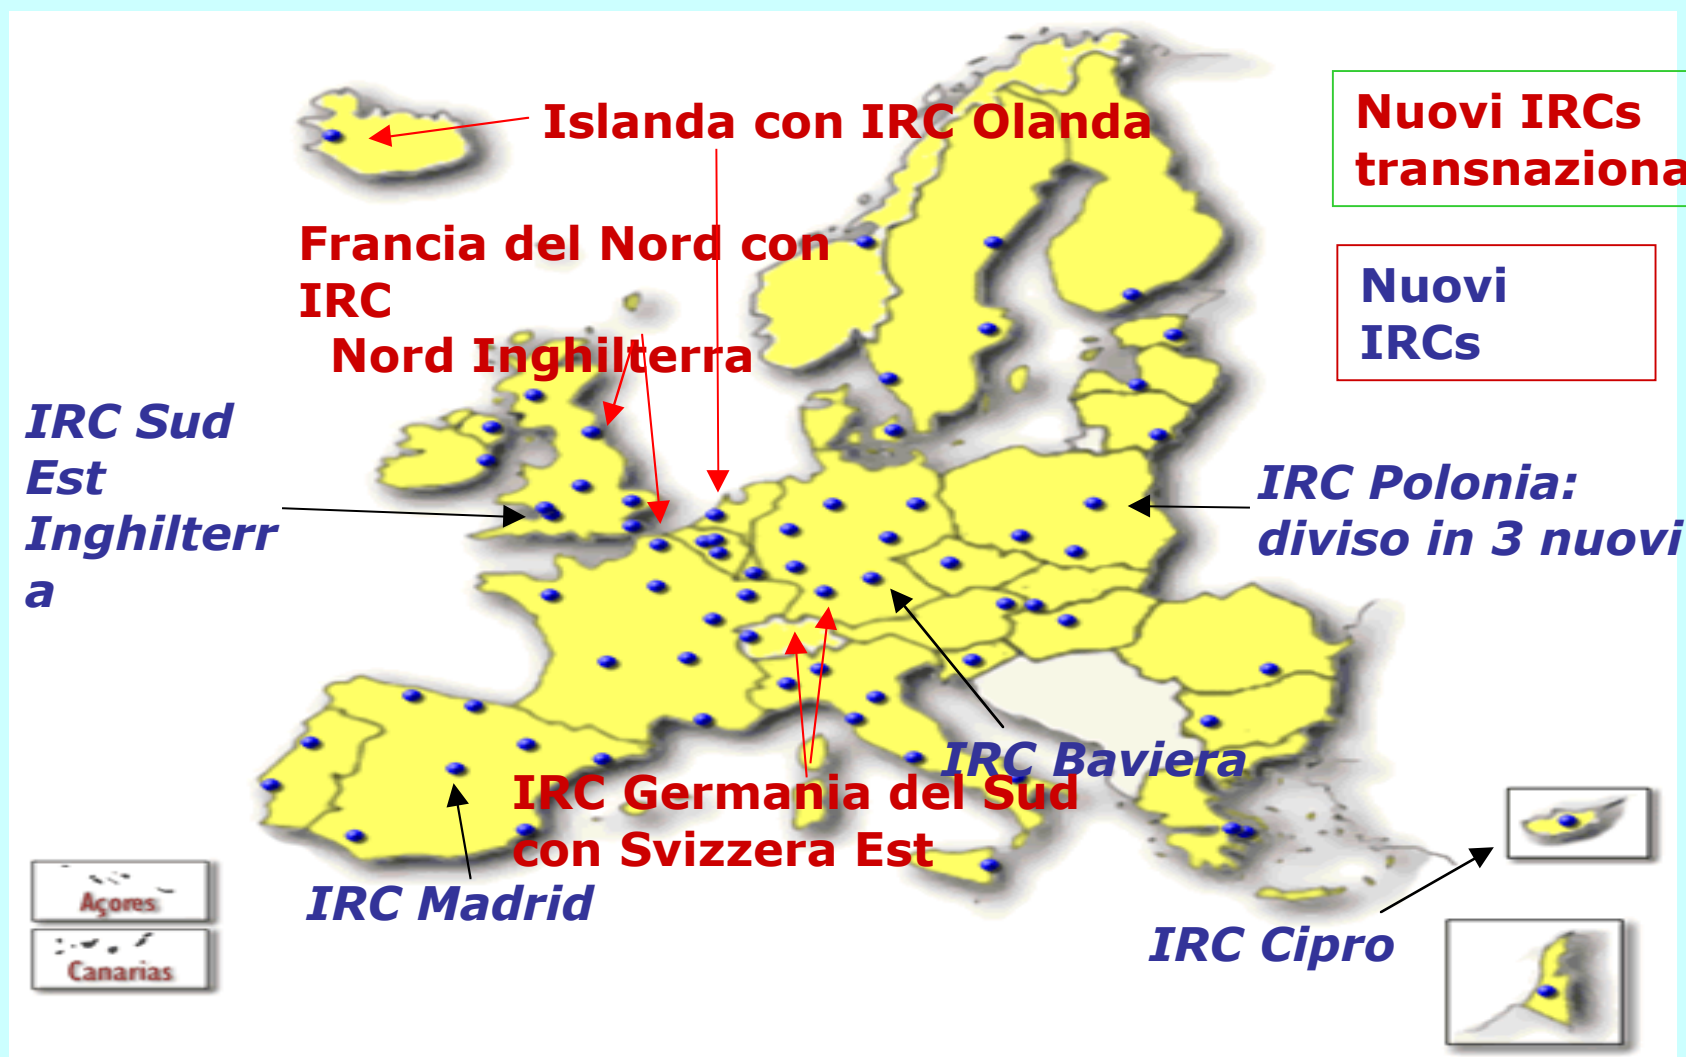 Islanda con IRC Olanda
Nuovi IRCs
transnaziona
Francia del Nord con
IRC
Nord Inghilterra
Nuovi
IRCs
IRC Sud
Est
Inghilterr
a
IRC Polonia:
diviso in 3 nuovi
IRC Baviera
IRC Germania del Sud
con Svizzera Est
IRC Madrid
IRC Cipro
Açores
Canarias